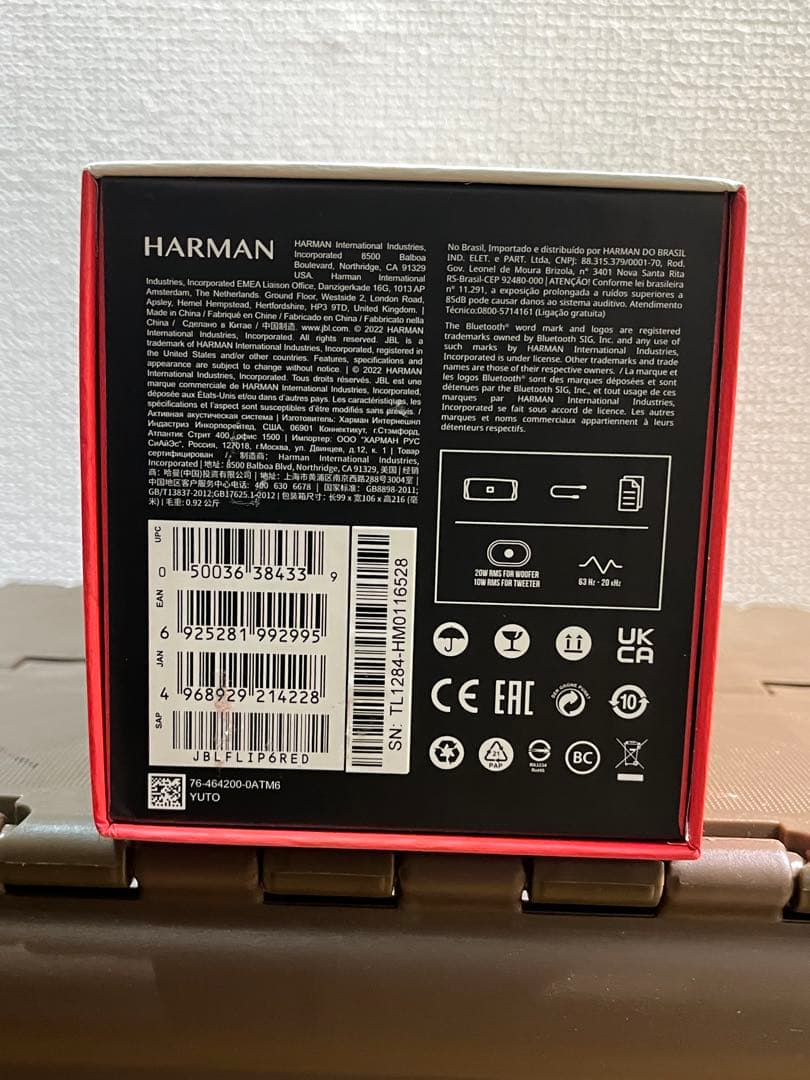 HARMAN
HARMAN International Industries,
Incorporated 8500 Balboa
Boulevard, Northridge, CA 91329
USA. Harman International
Industries, Incorporated EMEA Liaison Office, Danzigerkade 16G, 1013 AP
Amsterdam, The Netherlands. Ground Floor, Westside 2, London Road,
Apsley, Hemel Hempstead, Hertfordshire, HP3 9TD, United Kingdom. |
Made in China / Fabriqué en Chine / Fabricado en China / Fabricado nella
China / Сделано в Китае / 中国制造. www.jbl.com © 2022 HARMAN
International Industries, Incorporated. All rights reserved. JBL is a
trademark of HARMAN International Industries, Incorporated, registered in
the United States and/or other countries. Features, specifications and
appearance are subject to change without notice. | © 2022 HARMAN
International Industries, Incorporated. Tous droits réservés. JBL est une
marque commerciale de HARMAN International Industries, Incorporated,
déposée aux États-Unis et/ou dans d'autres pays. Les caractéristiques, les
spécifications et l'aspect sont susceptibles d'être modifiés sans préavis. /
Активная акустическая система | Изготовитель: Харман Интернешнл
Индастриз Инкорпорейтед, США, 06901 Коннектикут, г.Стэмфорд,
Атлантик Стрит 400, офис 1500 | Импортер: ООО "ХАРМАН РУС
СиАйЭс", Россия, 127018, г.Москва, ул. Двинцев, д.12, к. 1 | Товар
сертифицирован / 制造商: Harman International Industries,
Incorporated | 地址: 8500 Balboa Blvd, Northridge, CA 91329, 美国 | 经销
商: 哈曼(中国)投资有限公司 | 地址: 上海市黄浦区南京西路288号3004室 |
中国地区客户服务中心电话: 400 630 6678 | 国家标准: GB8898-2011;
GB/T13837-2012;GB17625.1-2012 | 包装箱尺寸: 长99 x 宽106 x 高216 (毫
米) | 毛重: 0.92 公斤
No Brasil, Importado e distribuído por HARMAN DO BRASIL
IND. ELET. e PART. Ltda, CNPJ: 88.315.379/0001-70, Rod.
Gov. Leonel de Moura Brizola, n° 3401 Nova Santa Rita
RS-Brasil-CEP 92480-000 | ATENÇÃO! Conforme lei brasileira
n° 11.291, a exposição prolongada a ruídos superiores a
85dB pode causar danos ao sistema auditivo. Atendimento
Técnico:0800-5714161 (Ligação gratuita)
The Bluetooth® word mark and logos are registered
trademarks owned by Bluetooth SIG, Inc. and any use of
such marks by HARMAN International Industries,
Incorporated is under license. Other trademarks and trade
names are those of their respective owners. / La marque et
les logos Bluetooth® sont des marques déposées et sont
détenues par the Bluetooth SIG, Inc., et tout usage de ces
marques par HARMAN International Industries,
Incorporated se fait sous accord de licence. Les autres
marques et noms commerciaux appartiennent à leurs
détenteurs respectifs.
20W RMS FOR WOOFER
10W RMS FOR TWEETER
63 Hz - 20 kHz
UPC
0 50036 38433 9
EAN
6 925281 992995
JAN
4 968929 214228
SAP
JBLFLIP6RED
SN: TL1284-HM0116528
76-464200-0ATM6
YUTO
UK
CA
CE
EAC
DER GRÜNE PUNKT
10
21
PAP
RoHS
BC